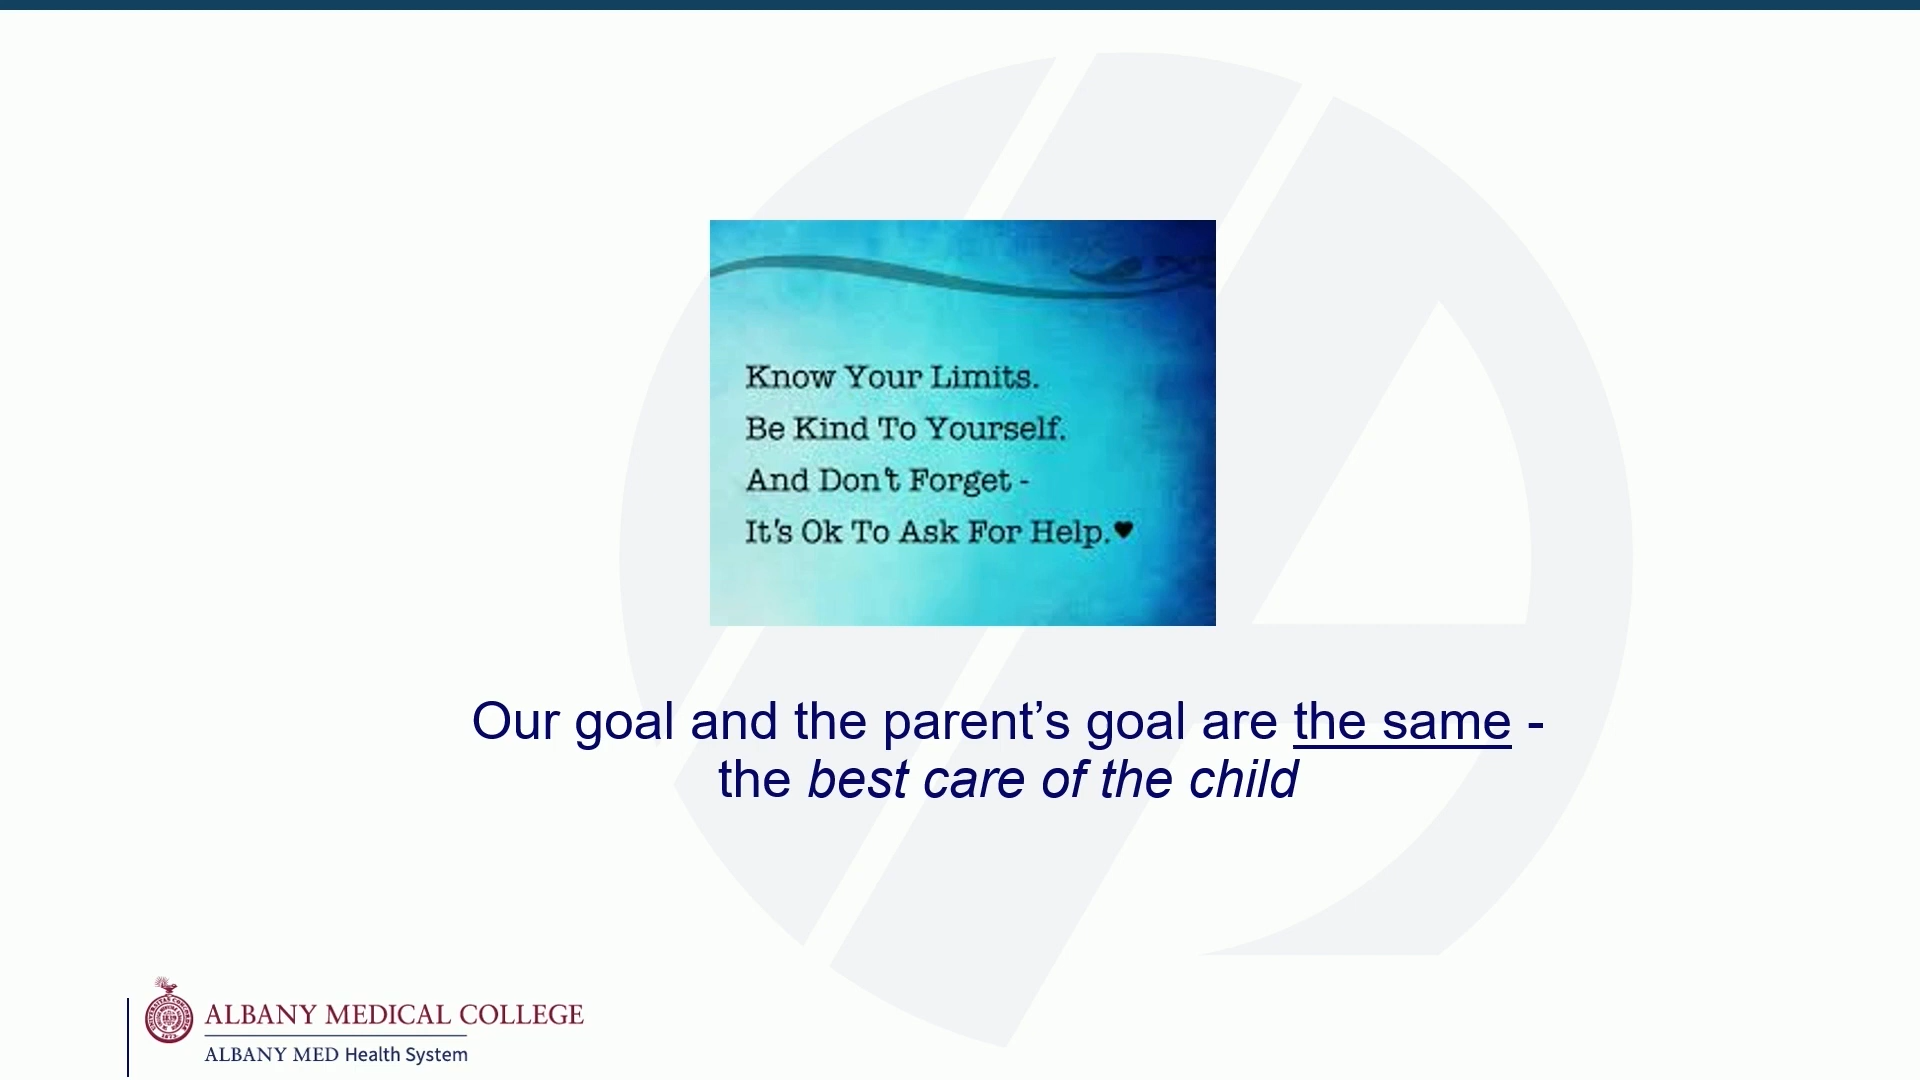 Know Your Limits.
Be Kind To Yourself.
And Don't Forget -
It's Ok To Ask For Help.♥
Our goal and the parent’s goal are the same -
the best care of the child
ALBANY MEDICAL COLLEGE
ALBANY MED Health System